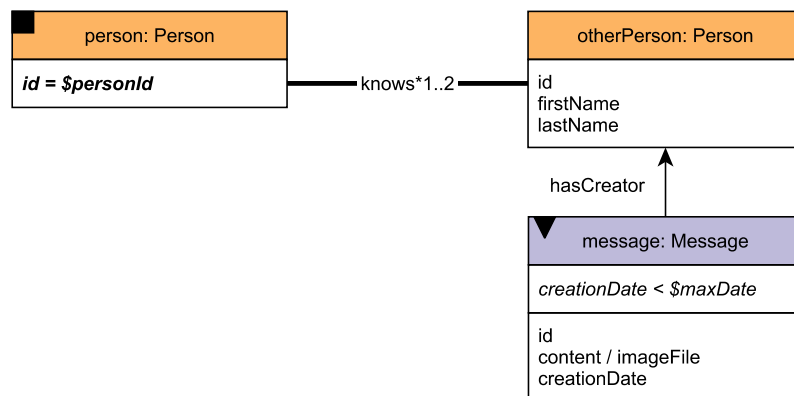 person: Person
id = $personId
knows*1..2
otherPerson: Person
id
firstName
lastName
hasCreator
message: Message
creationDate < $maxDate
id
content / imageFile
creationDate